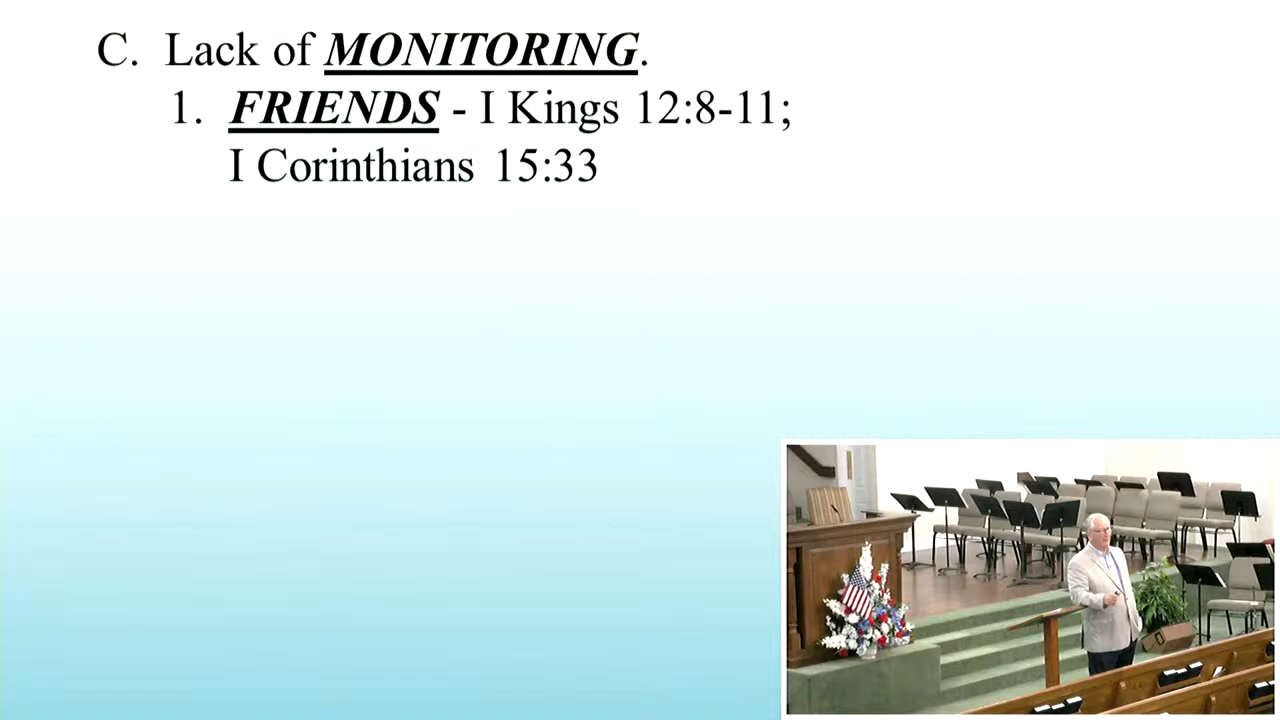 C. Lack of MONITORING.
1. FRIENDS - I Kings 12:8-11;
I Corinthians 15:33